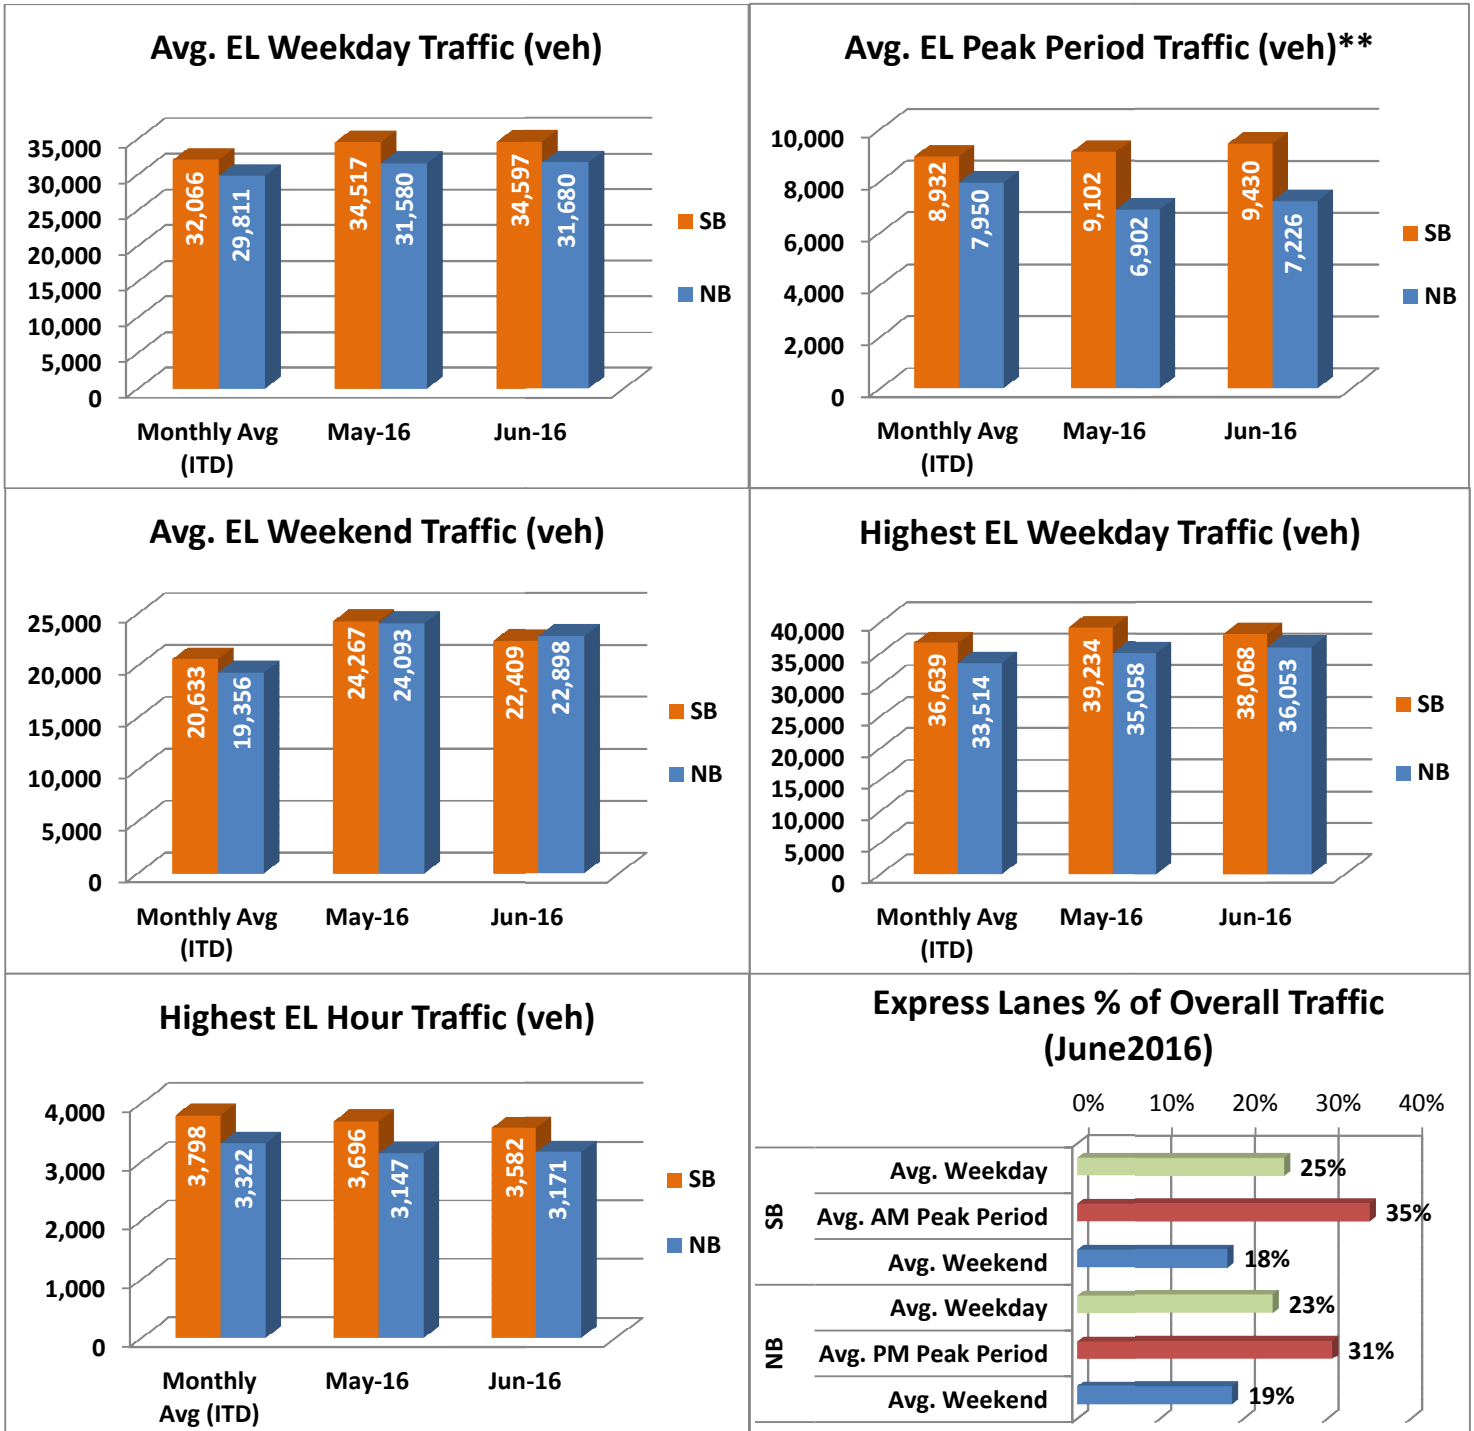 Avg. EL Weekday Traffic (veh)
35,000
30,000
25,000
20,000
15,000
10,000
5,000
0
32,066
29,811
34,517
31,580
34,597
31,680
SB
NB
Monthly Avg
(ITD)
May-16
Jun-16
Avg. EL Peak Period Traffic (veh)**
10,000
8,000
6,000
4,000
2,000
0
8,932
7,950
9,102
6,902
9,430
7,226
SB
NB
Monthly Avg
(ITD)
May-16
Jun-16
Avg. EL Weekend Traffic (veh)
25,000
20,000
15,000
10,000
5,000
0
20,633
19,356
24,267
24,093
22,409
22,898
SB
NB
Monthly Avg
(ITD)
May-16
Jun-16
Highest EL Weekday Traffic (veh)
40,000
35,000
30,000
25,000
20,000
15,000
10,000
5,000
0
36,639
33,514
39,234
35,058
38,068
36,053
SB
NB
Monthly Avg
(ITD)
May-16
Jun-16
Highest EL Hour Traffic (veh)
4,000
3,000
2,000
1,000
0
3,798
3,322
3,696
3,147
3,582
3,171
SB
NB
Monthly
Avg (ITD)
May-16
Jun-16
Express Lanes % of Overall Traffic
(June2016)
0% 10% 20% 30% 40%
SB
Avg. Weekday 25%
Avg. AM Peak Period 35%
Avg. Weekend 18%
NB
Avg. Weekday 23%
Avg. PM Peak Period 31%
Avg. Weekend 19%